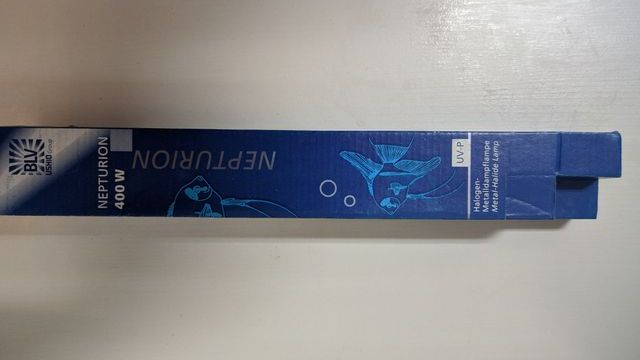 BLV
USHIO Group
NEPTURION
400 W
NEPTURION
UV-P
Halogen-
Metalldampflampe
Metal-Halide Lamp